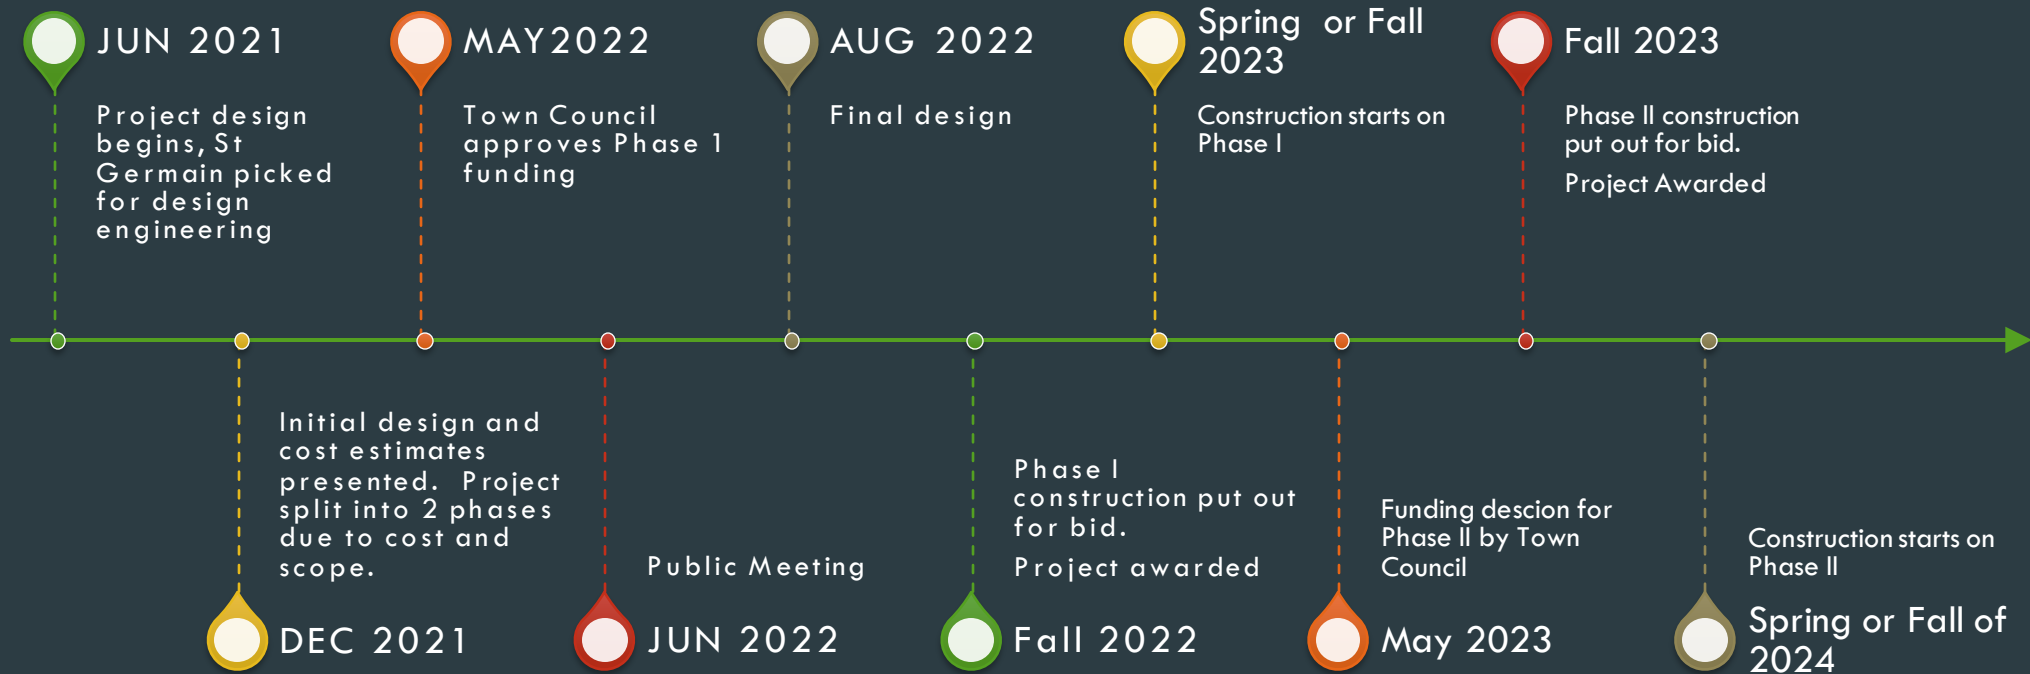 JUN 2021
Project design
begins, St
Germain picked
for design
engineering
MAY2022
Town Council
approves Phase 1
funding
AUG 2022
Final design
Spring or Fall
2023
Construction starts on
Phase I
Fall 2023
Phase II construction
put out for bid.
Project Awarded
Initial design and
cost estimates
presented. Project
split into 2 phases
due to cost and
scope.
DEC 2021
Public Meeting
JUN 2022
Phase I
construction put out
for bid.
Project awarded
Fall 2022
Funding descion for
Phase II by Town
Council
May 2023
Construction starts on
Phase II
Spring or Fall of
2024